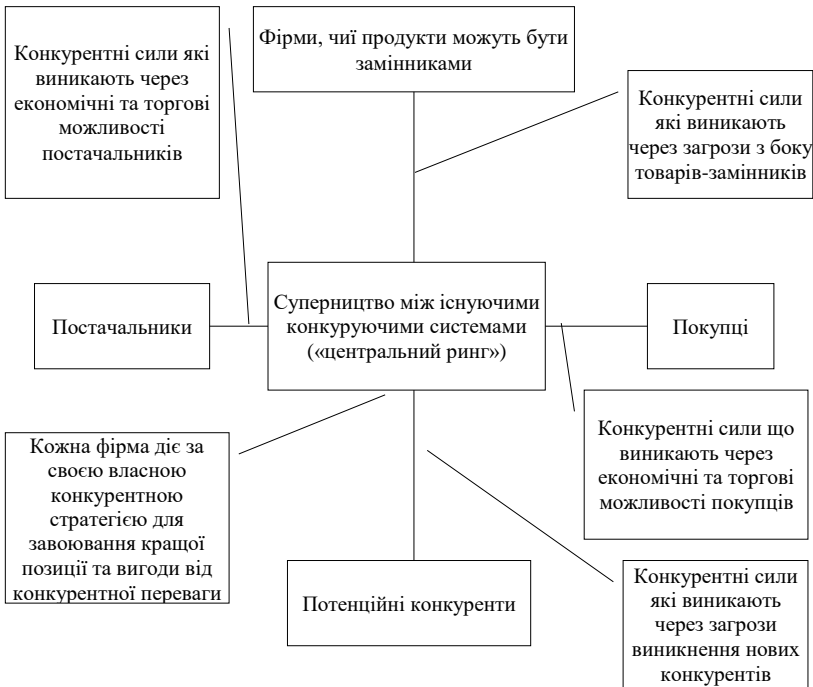 Конкурентні сили які
виникають через
економічні та торгові
можливості
постачальників
Фірми, чиї продукти можуть бути
замінниками
Конкурентні сили
які виникають
через загрози з боку
товарів-замінників
Постачальники
Суперництво між існуючими
конкуруючими системами
(«центральний ринг»)
Покупці
Кожна фірма діє за
своєю власною
конкурентною
стратегією для
завоювання кращої
позиції та вигоди від
конкурентної переваги
Конкурентні сили що
виникають через
економічні та торгові
можливості покупців
Потенційні конкуренти
Конкурентні сили
які виникають
через загрози
виникнення нових
конкурентів